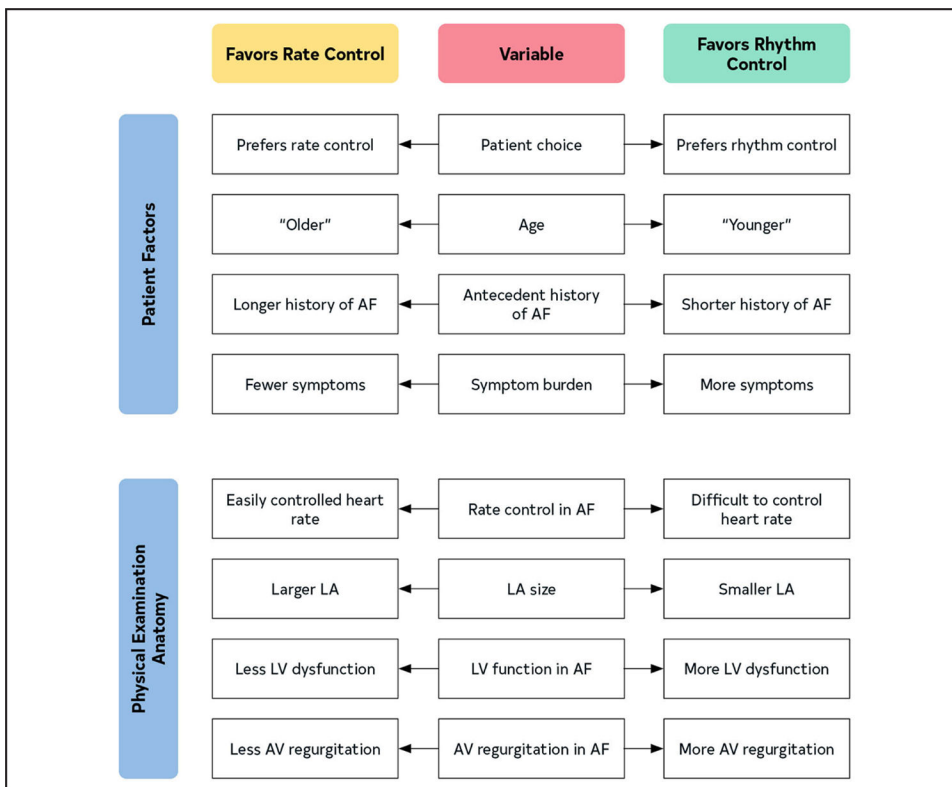 Favors Rate Control
Variable
Favors Rhythm
Control
Patient Factors
Prefers rate control
Patient choice
Prefers rhythm control
“Older”
Age
“Younger”
Longer history of AF
Antecedent history
of AF
Shorter history of AF
Fewer symptoms
Symptom burden
More symptoms
Physical Examination
Anatomy
Easily controlled heart
rate
Rate control in AF
Difficult to control
heart rate
Larger LA
LA size
Smaller LA
Less LV dysfunction
LV function in AF
More LV dysfunction
Less AV regurgitation
AV regurgitation in AF
More AV regurgitation